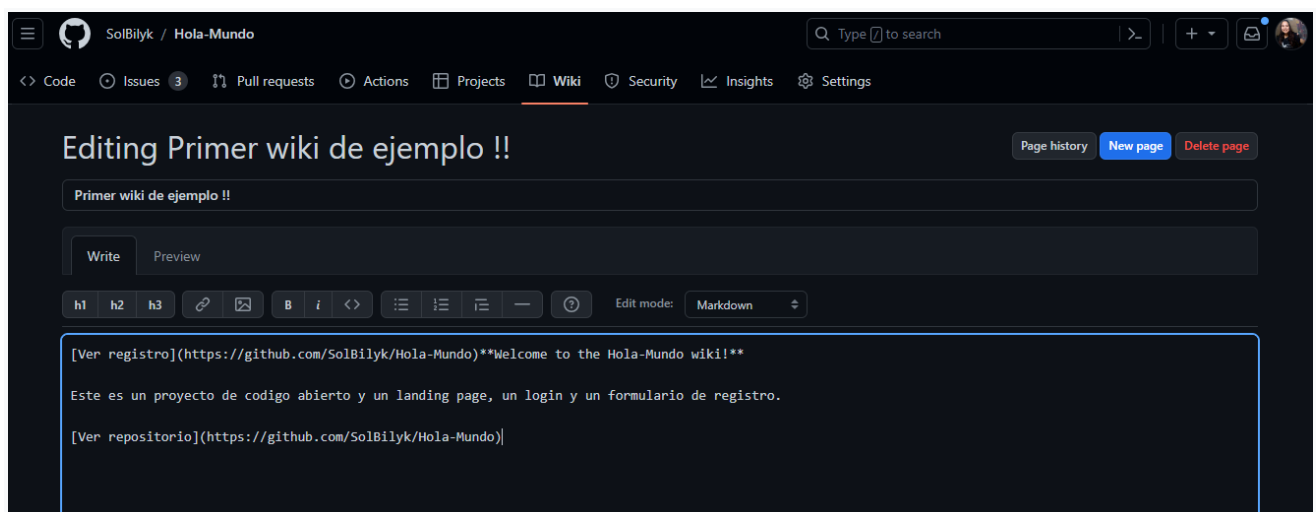 SolBilyk / Hola-Mundo
Type / to search
Code Issues 3 Pull requests Actions Projects Wiki Security Insights Settings
Editing Primer wiki de ejemplo !!
Page history New page Delete page
Primer wiki de ejemplo !!
Write Preview
h1 h2 h3 B i <> Edit mode: Markdown
[Ver registro](https://github.com/SolBilyk/Hola-Mundo)**Welcome to the Hola-Mundo wiki!**
Este es un proyecto de codigo abierto y un landing page, un login y un formulario de registro.
[Ver repositorio](https://github.com/SolBilyk/Hola-Mundo)